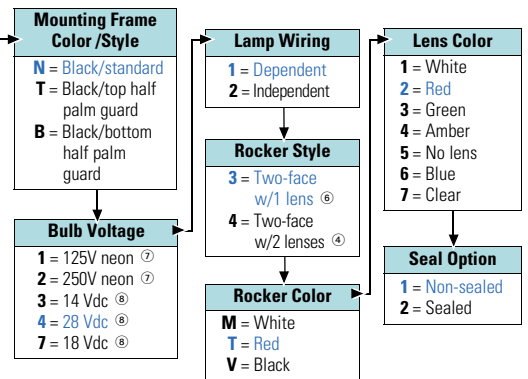 Mounting Frame
Color /Style
N = Black/standard
T = Black/top half
palm guard
B = Black/bottom
half palm
guard
Bulb Voltage
1 = 125V neon ⑦
2 = 250V neon ⑦
3 = 14 Vdc ⑧
4 = 28 Vdc ⑧
7 = 18 Vdc ⑧
Lamp Wiring
1 = Dependent
2 = Independent
Rocker Style
3 = Two-face
w/1 lens ⑥
4 = Two-face
w/2 lenses ④
Rocker Color
M = White
T = Red
V = Black
Lens Color
1 = White
2 = Red
3 = Green
4 = Amber
5 = No lens
6 = Blue
7 = Clear
Seal Option
1 = Non-sealed
2 = Sealed